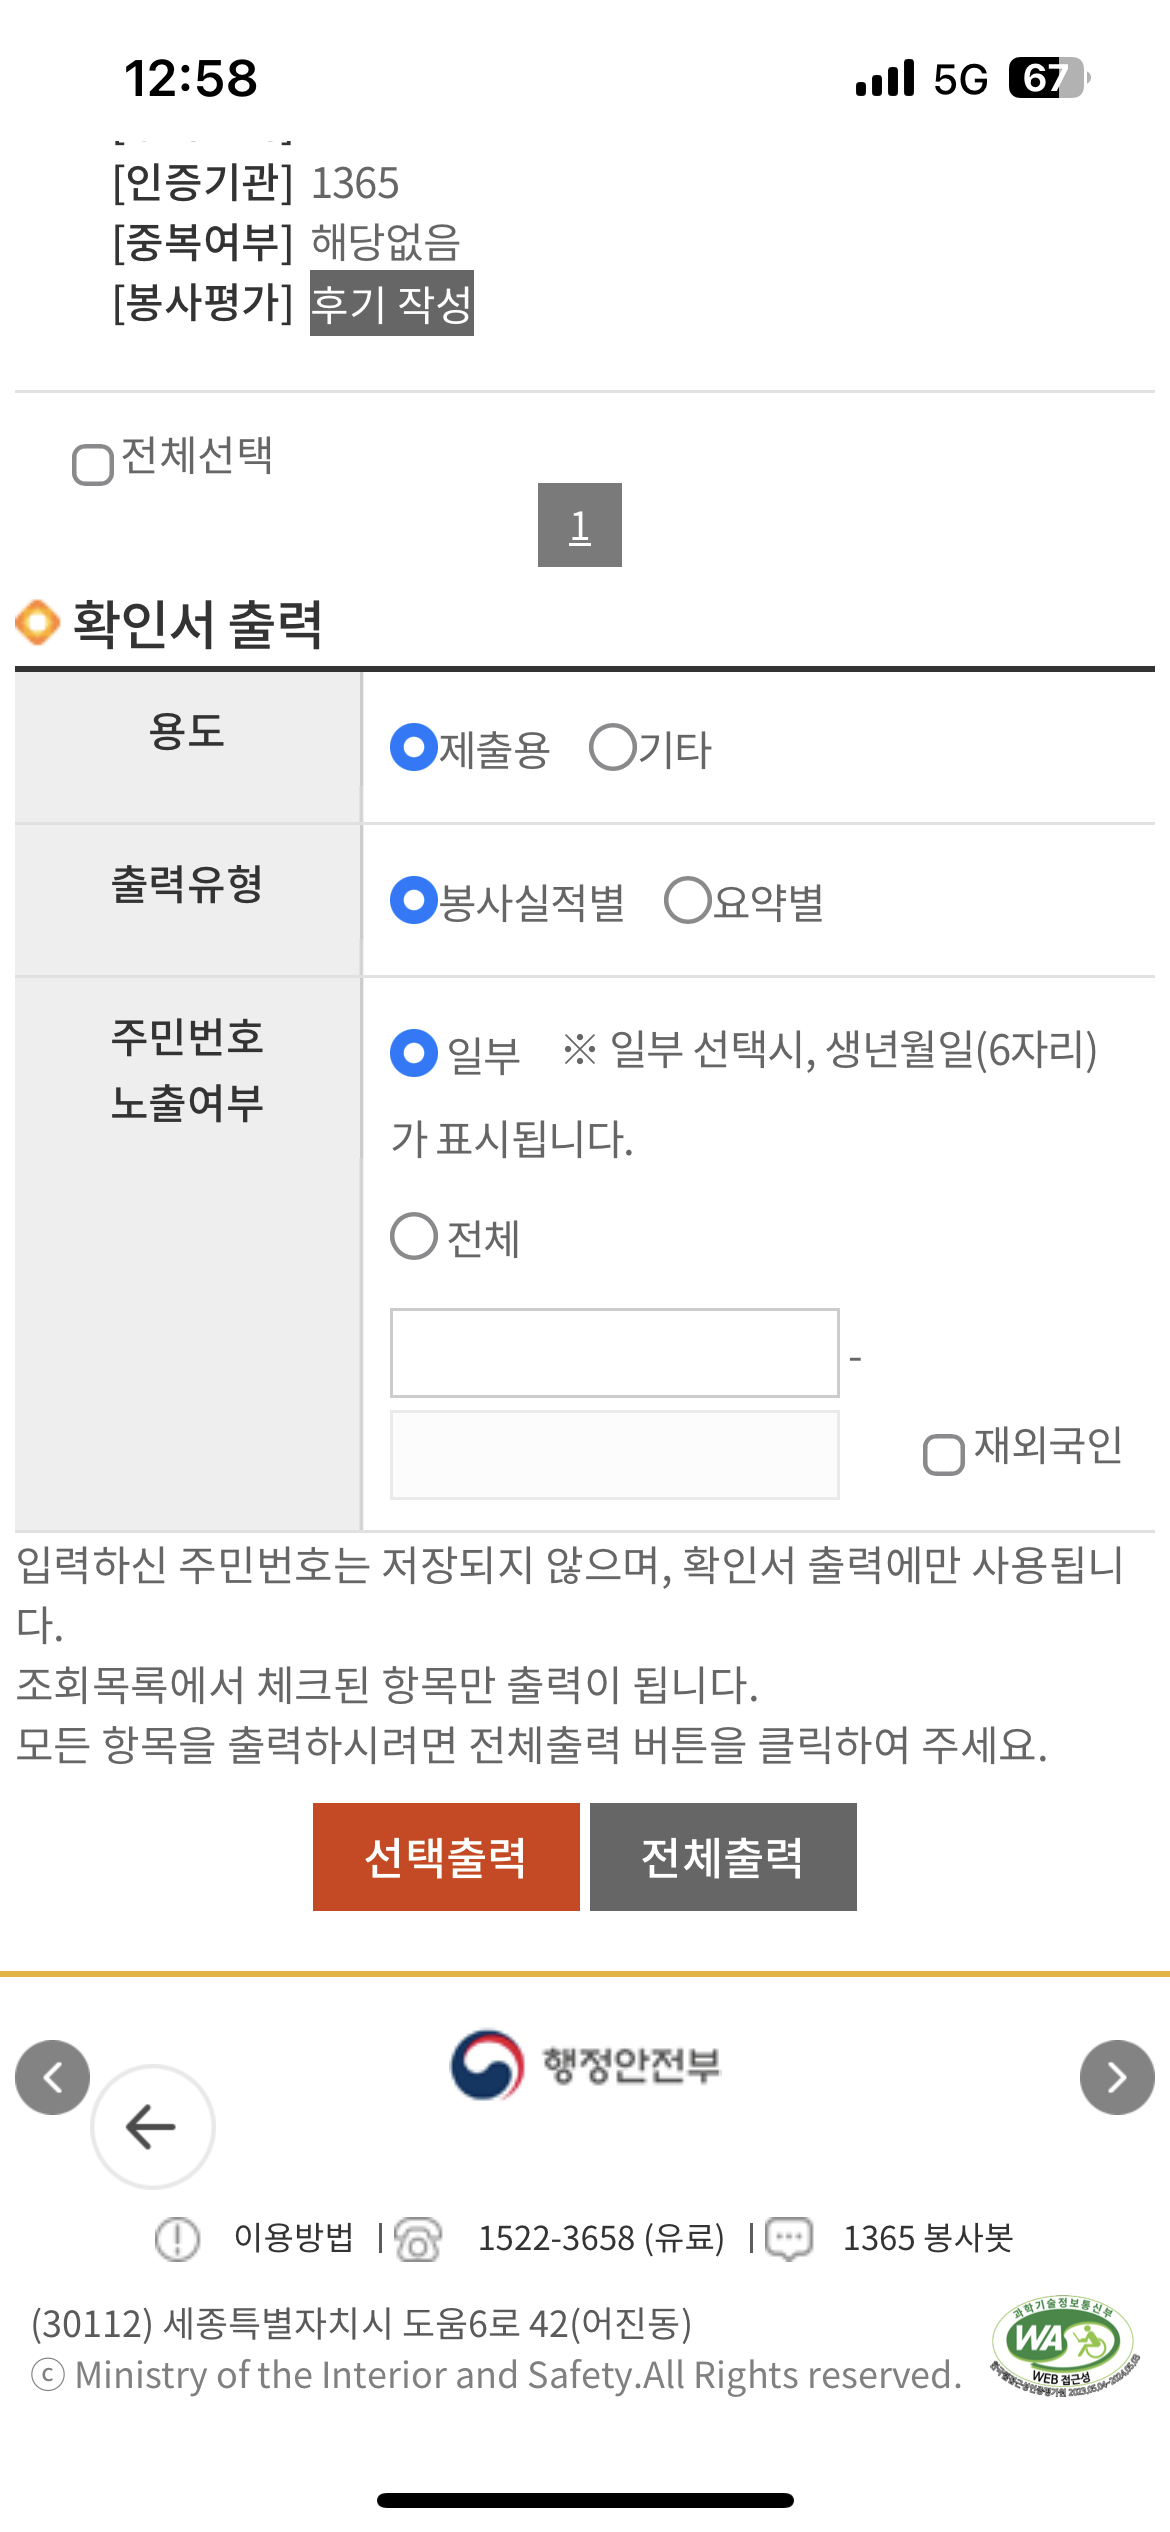 12:58
5G 67
[인증기관] 1365
[중복여부] 해당없음
[봉사평가] 후기 작성
전체선택
1
확인서 출력
용도
제출용 기타
출력유형
봉사실적별 요약별
주민번호
노출여부
일부 ※ 일부 선택시, 생년월일(6자리)
가 표시됩니다.
전체
-
재외국인
입력하신 주민번호는 저장되지 않으며, 확인서 출력에만 사용됩니
다.
조회목록에서 체크된 항목만 출력이 됩니다.
모든 항목을 출력하시려면 전체출력 버튼을 클릭하여 주세요.
선택출력 전체출력
행정안전부
이용방법 | 1522-3658 (유료) | 1365 봉사봇
(30112) 세종특별자치시 도움6로 42(어진동)
ⓒ Ministry of the Interior and Safety.All Rights reserved.
과학기술정보통신부
WA
WEB 접근성